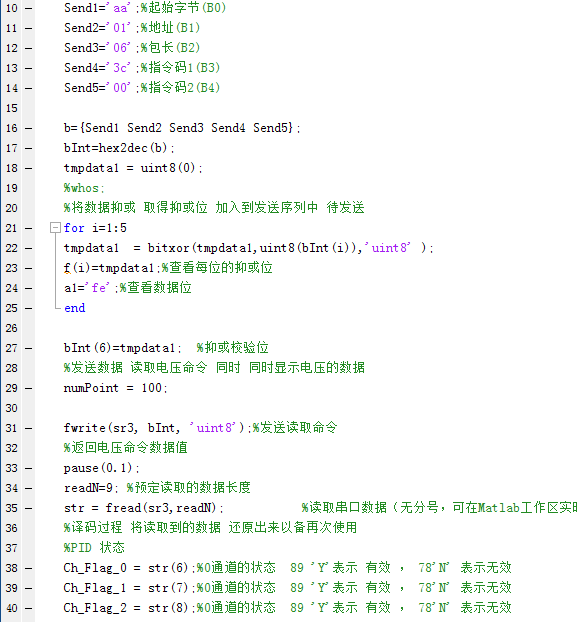 10 — Send1='aa';%起始字节(B0)
11 — Send2='01';%地址(B1)
12 — Send3='06';%包长(B2)
13 — Send4='3c';%指令码1(B3)
14 — Send5='00';%指令码2(B4)
15
16 — b={Send1 Send2 Send3 Send4 Send5};
17 — bInt=hex2dec(b);
18 — tmpdata1 = uint8(0);
19 %whos;
20 %将数据抑或 取得抑或位 加入到发送序列中 待发送
21 — for i=1:5
22 — tmpdata1 = bitxor(tmpdata1,uint8(bInt(i)),'uint8' );
23 — f(i)=tmpdata1;%查看每位的抑或位
24 — a1='fe';%查看数据位
25 — end
26
27 — bInt(6)=tmpdata1; %抑或校验位
28 %发送数据 读取电压命令 同时 同时显示电压的数据
29 — numPoint = 100;
30
31 — fwrite(sr3, bInt, 'uint8');%发送读取命令
32 %返回电压命令数据值
33 — pause(0.1);
34 — readN=9; %预定读取的数据长度
35 — str = fread(sr3,readN); %读取串口数据（无分号，可在Matlab工作区实
36 %译码过程 将读取到的数据 还原出来以备再次使用
37 %PID 状态
38 — Ch_Flag_0 = str(6);%0通道的状态 89 'Y'表示 有效 ， 78'N' 表示无效
39 — Ch_Flag_1 = str(7);%0通道的状态 89 'Y'表示 有效 ， 78'N' 表示无效
40 — Ch_Flag_2 = str(8);%0通道的状态 89 'Y'表示 有效 ， 78'N' 表示无效